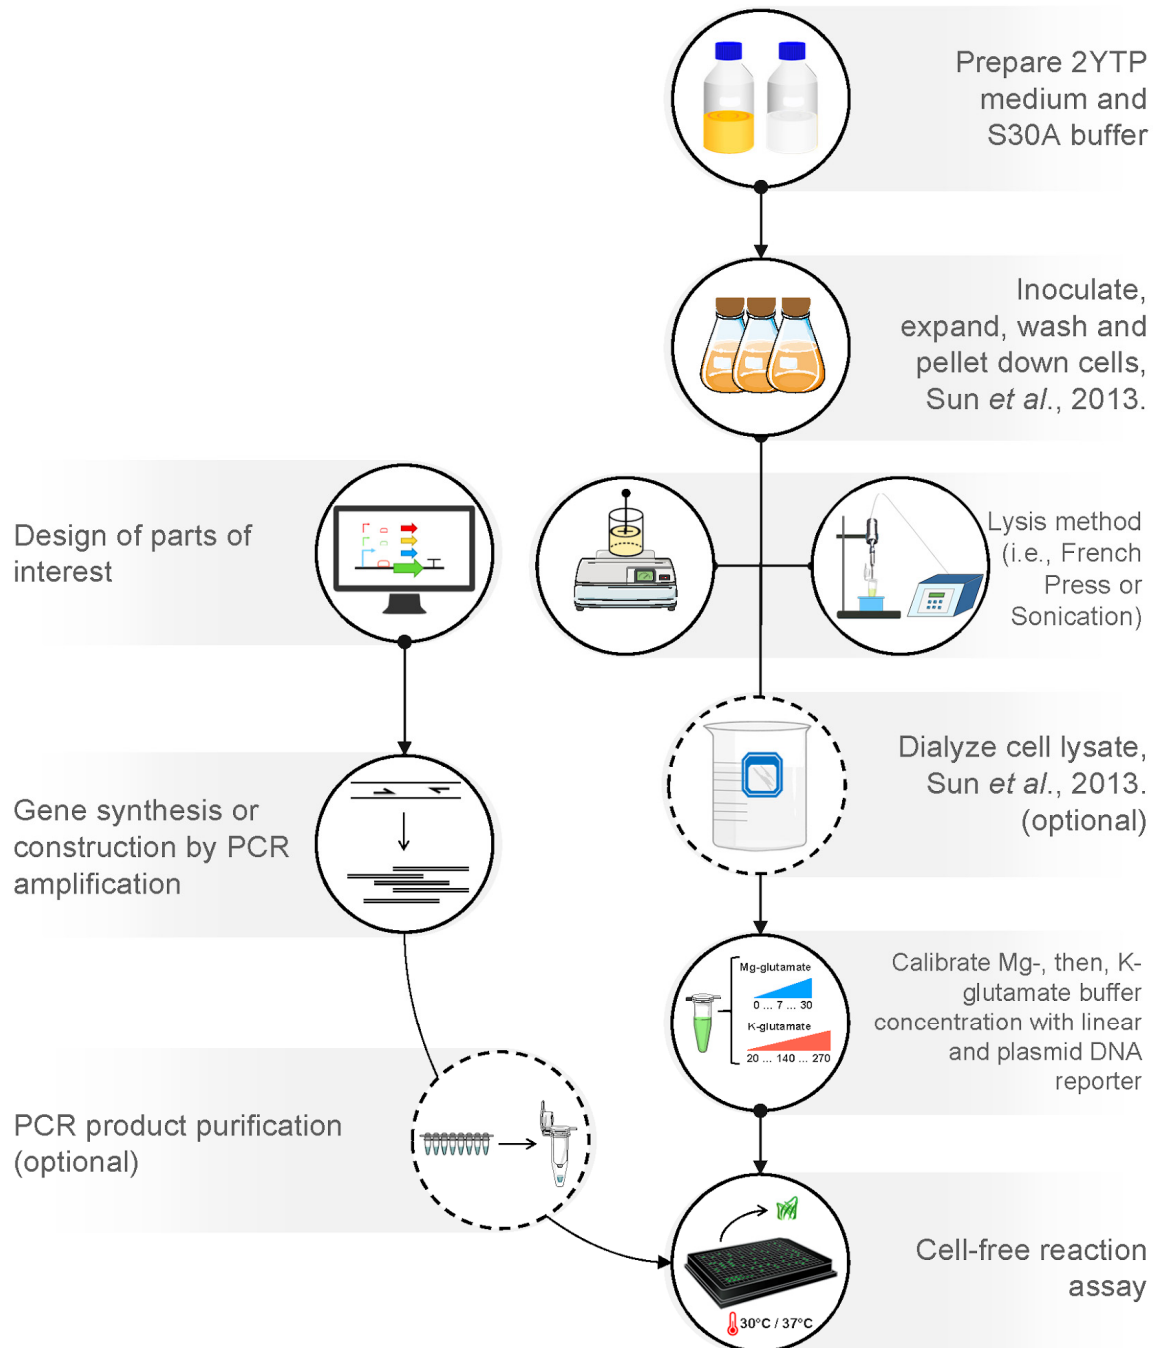 Prepare 2YTP
medium and
S30A buffer
Inoculate,
expand, wash and
pellet down cells,
Sun et al., 2013.
Design of parts of
interest
Lysis method
(i.e., French
Press or
Sonication)
Dialyze cell lysate,
Sun et al., 2013.
(optional)
Gene synthesis or
construction by PCR
amplification
Mg-glutamate
0 ... 7 ... 30
K-glutamate
20 ... 140 ... 270
Calibrate Mg-, then, K-
glutamate buffer
concentration with linear
and plasmid DNA
reporter
PCR product purification
(optional)
Cell-free reaction
assay
30°C / 37°C